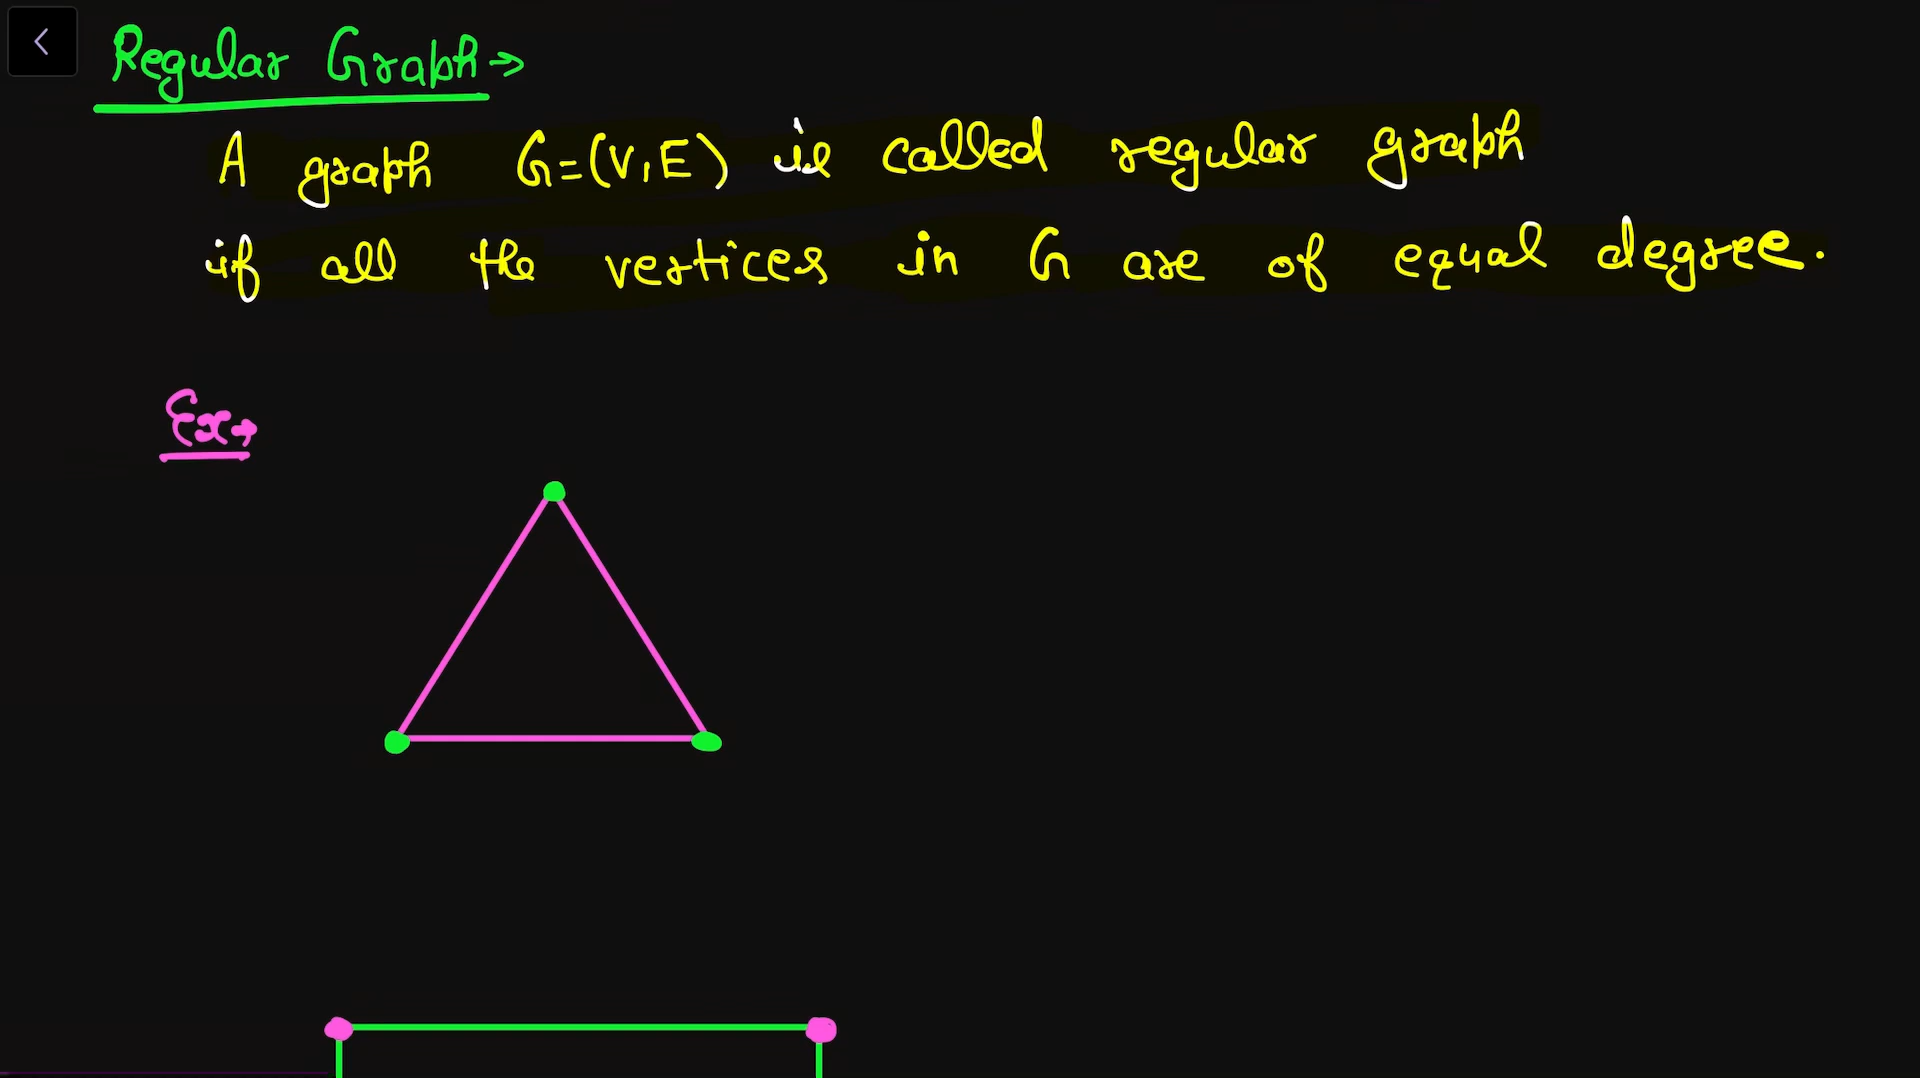 Regular Graph →
A graph G=(V,E) is called regular graph
if all the vertices in G are of equal degree.
Ex→